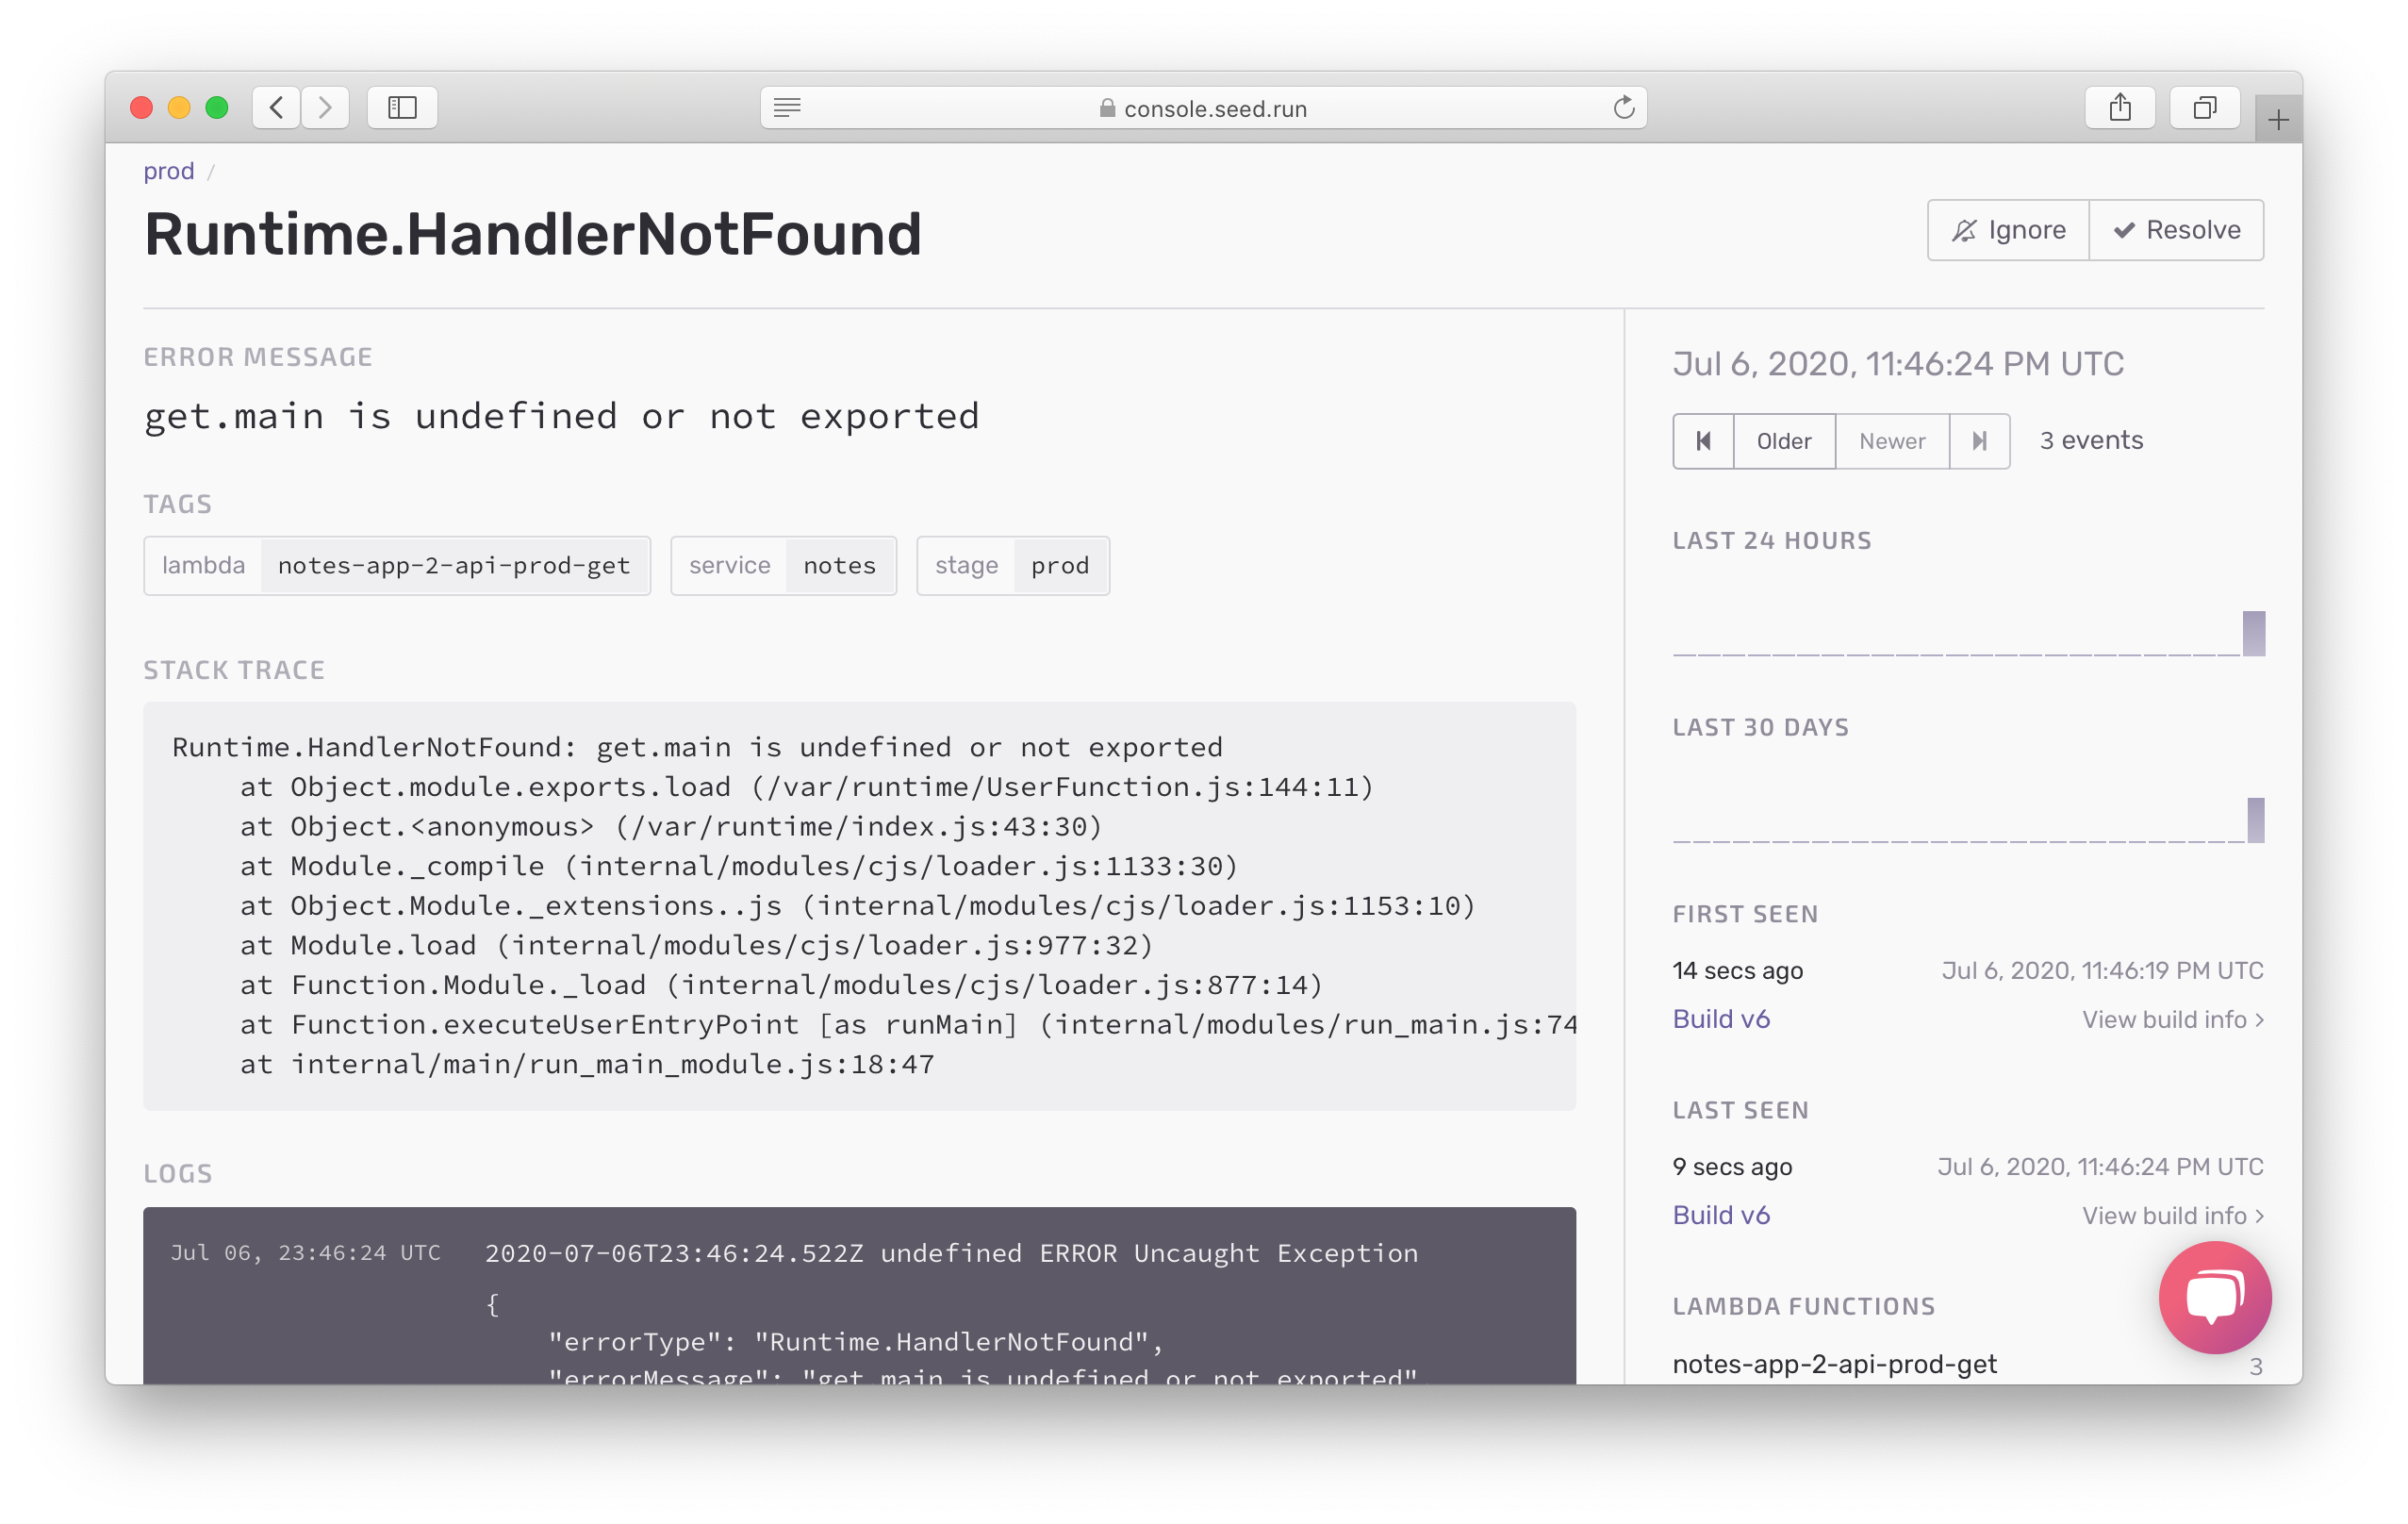 console.seed.run
prod /
Runtime.HandlerNotFound
Ignore
Resolve
ERROR MESSAGE
get.main is undefined or not exported
TAGS
lambda notes-app-2-api-prod-get
service notes
stage prod
STACK TRACE
Runtime.HandlerNotFound: get.main is undefined or not exported
at Object.module.exports.load (/var/runtime/UserFunction.js:144:11)
at Object.<anonymous> (/var/runtime/index.js:43:30)
at Module._compile (internal/modules/cjs/loader.js:1133:30)
at Object.Module._extensions..js (internal/modules/cjs/loader.js:1153:10)
at Module.load (internal/modules/cjs/loader.js:977:32)
at Function.Module._load (internal/modules/cjs/loader.js:877:14)
at Function.executeUserEntryPoint [as runMain] (internal/modules/run_main.js:74
at internal/main/run_main_module.js:18:47
LOGS
Jul 06, 23:46:24 UTC 2020-07-06T23:46:24.522Z undefined ERROR Uncaught Exception
{
"errorType": "Runtime.HandlerNotFound",
"errorMessage": "get.main is undefined or not exported",
Jul 6, 2020, 11:46:24 PM UTC
Older Newer 3 events
LAST 24 HOURS
LAST 30 DAYS
FIRST SEEN
14 secs ago Jul 6, 2020, 11:46:19 PM UTC
Build v6 View build info >
LAST SEEN
9 secs ago Jul 6, 2020, 11:46:24 PM UTC
Build v6 View build info >
LAMBDA FUNCTIONS
notes-app-2-api-prod-get 3